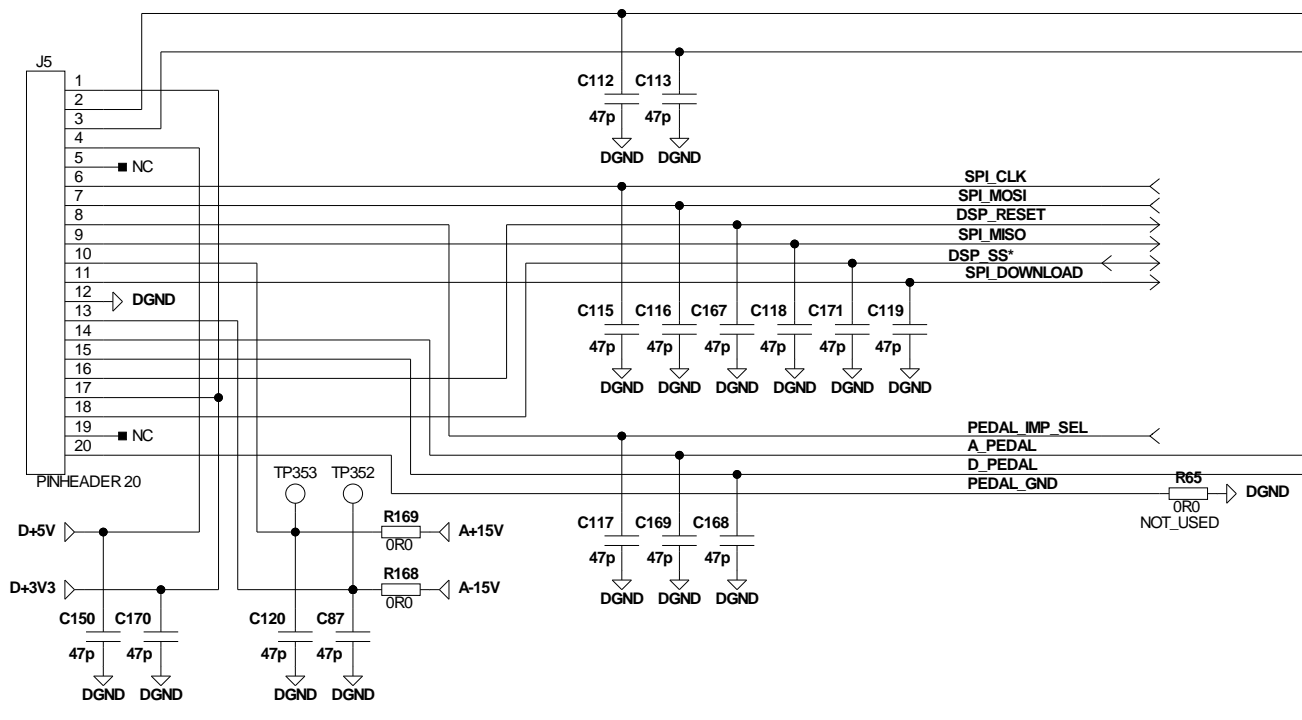 J5
1
2
3
4
5
NC
6
7
8
9
10
11
12
DGND
13
14
15
16
17
18
19
NC
20
PINHEADER 20
C112 C113
47p 47p
DGND DGND
SPI_CLK
SPI_MOSI
DSP_RESET
SPI_MISO
DSP_SS*
SPI_DOWNLOAD
C115 C116 C167 C118 C171 C119
47p 47p 47p 47p 47p 47p
DGND DGND DGND DGND DGND DGND
PEDAL_IMP_SEL
A_PEDAL
D_PEDAL
PEDAL_GND
R65
0R0
NOT_USED
DGND
C117 C169 C168
47p 47p 47p
DGND DGND DGND
TP353 TP352
D+5V
R169
0R0
A+15V
D+3V3
R168
0R0
A-15V
C150 C170 C120 C87
47p 47p 47p 47p
DGND DGND DGND DGND